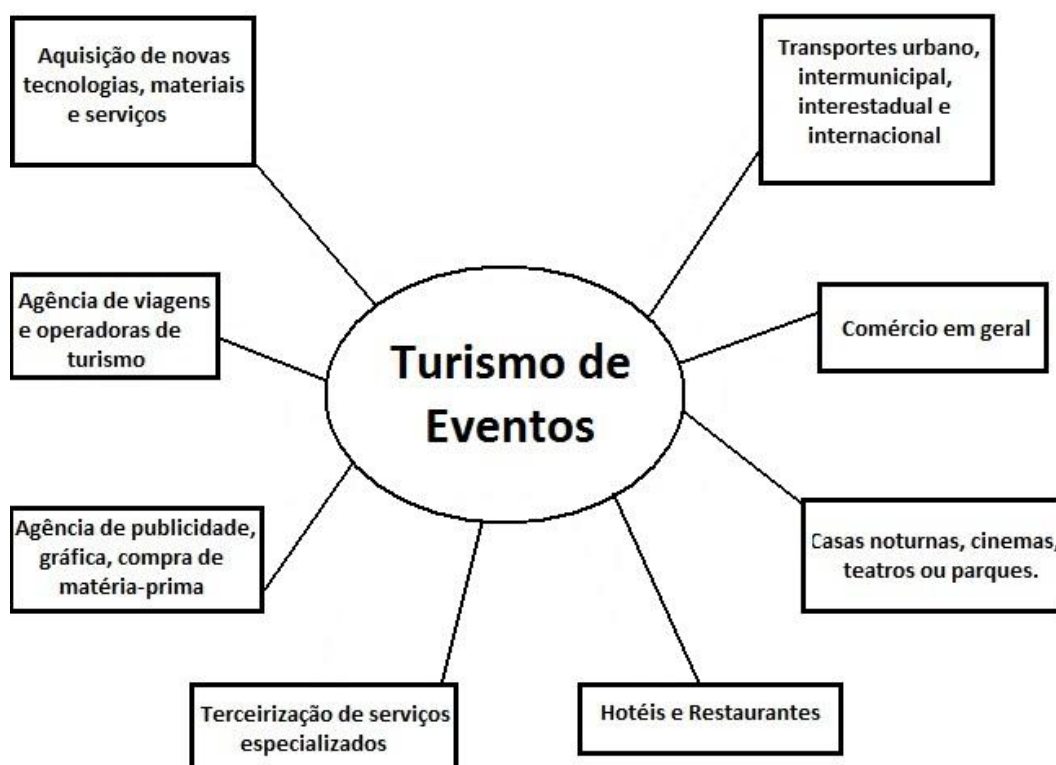 Aquisição de novas
tecnologias, materiais
e serviços
Transportes urbano,
intermunicipal,
interestadual e
internacional
Agência de viagens
e operadoras de
turismo
Turismo de
Eventos
Comércio em geral
Agência de publicidade,
gráfica, compra de
matéria-prima
Casas noturnas, cinemas,
teatros ou parques.
Terceirização de serviços
especializados
Hotéis e Restaurantes